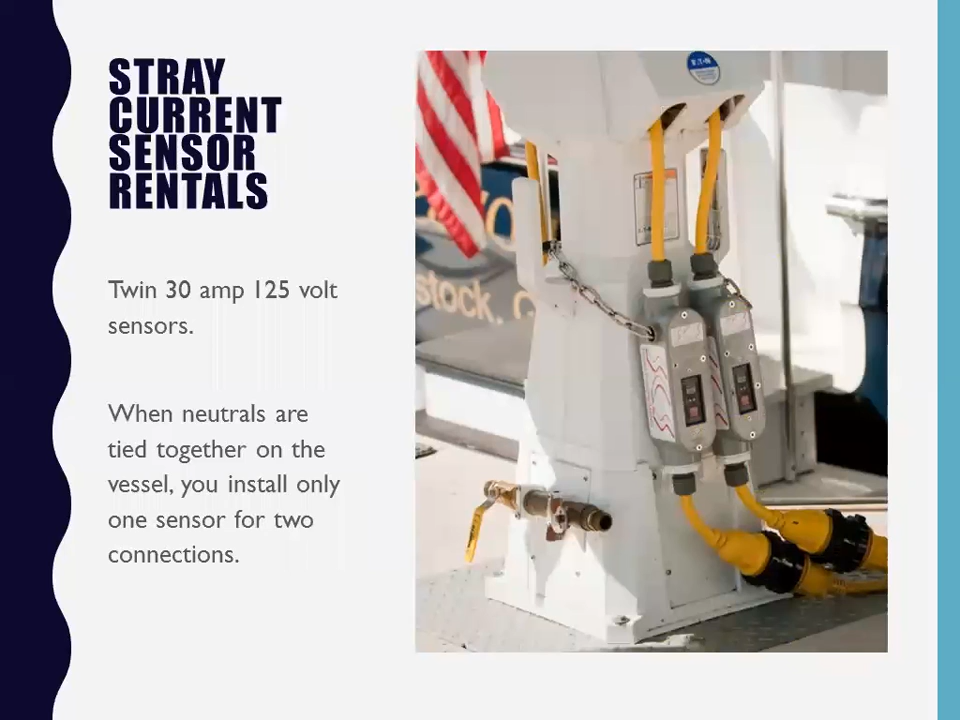 STRAY
CURRENT
SENSOR
RENTALS
Twin 30 amp 125 volt
sensors.
When neutrals are
tied together on the
vessel, you install only
one sensor for two
connections.
stock,